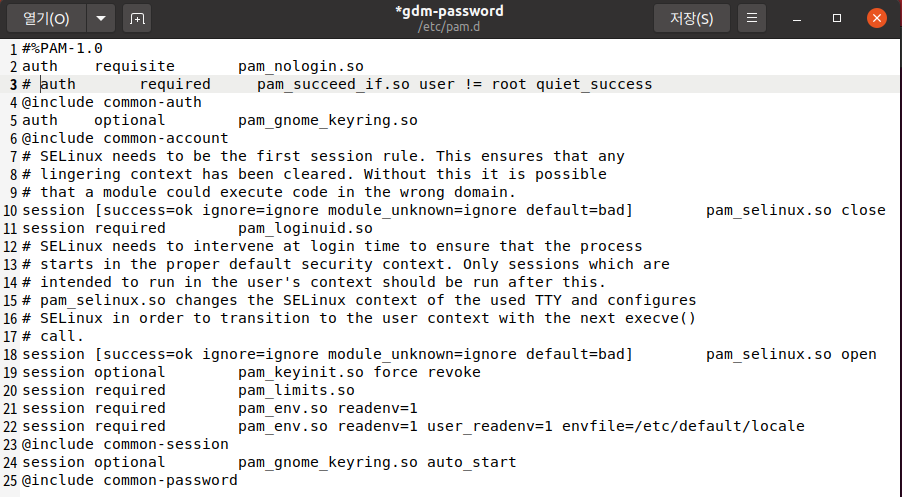 열기(O)
*gdm-password
/etc/pam.d
저장(S)
1 #%PAM-1.0
2 auth    requisite       pam_nologin.so
3 # auth       required     pam_succeed_if.so user != root quiet_success
4 @include common-auth
5 auth    optional        pam_gnome_keyring.so
6 @include common-account
7 # SELinux needs to be the first session rule. This ensures that any
8 # lingering context has been cleared. Without this it is possible
9 # that a module could execute code in the wrong domain.
10 session [success=ok ignore=ignore module_unknown=ignore default=bad]        pam_selinux.so close
11 session required        pam_loginuid.so
12 # SELinux needs to intervene at login time to ensure that the process
13 # starts in the proper default security context. Only sessions which are
14 # intended to run in the user's context should be run after this.
15 # pam_selinux.so changes the SELinux context of the used TTY and configures
16 # SELinux in order to transition to the user context with the next execve()
17 # call.
18 session [success=ok ignore=ignore module_unknown=ignore default=bad]        pam_selinux.so open
19 session optional        pam_keyinit.so force revoke
20 session required        pam_limits.so
21 session required        pam_env.so readenv=1
22 session required        pam_env.so readenv=1 user_readenv=1 envfile=/etc/default/locale
23 @include common-session
24 session optional        pam_gnome_keyring.so auto_start
25 @include common-password